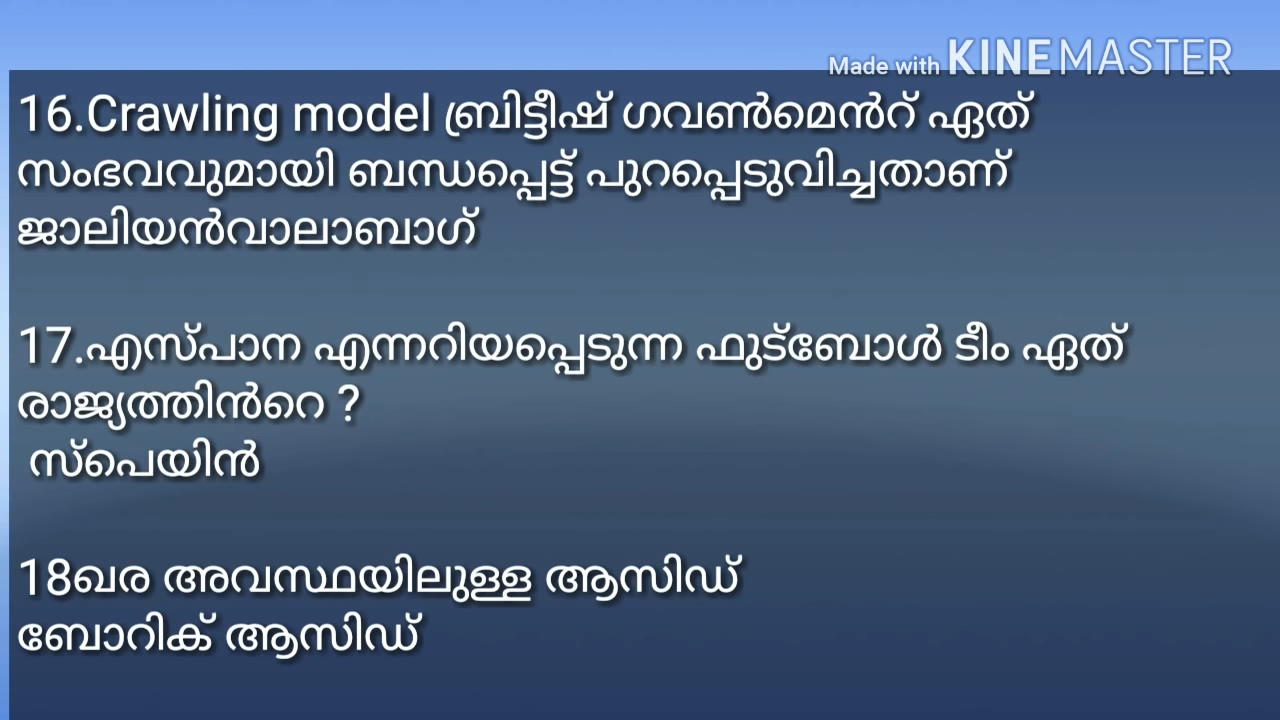 Made with KINEMASTER
16.Crawling model ബ്രിട്ടീഷ് ഗവൺമെൻറ് ഏത്
സംഭവവുമായി ബന്ധപ്പെട്ട് പുറപ്പെടുവിച്ചതാണ്
ജാലിയൻവാലാബാഗ്
17.എസ്പാന എന്നറിയപ്പെടുന്ന ഫുട്ബോൾ ടീം ഏത്
രാജ്യത്തിൻറെ ?
സ്പെയിൻ
18ഖര അവസ്ഥയിലുള്ള ആസിഡ്
ബോറിക് ആസിഡ്